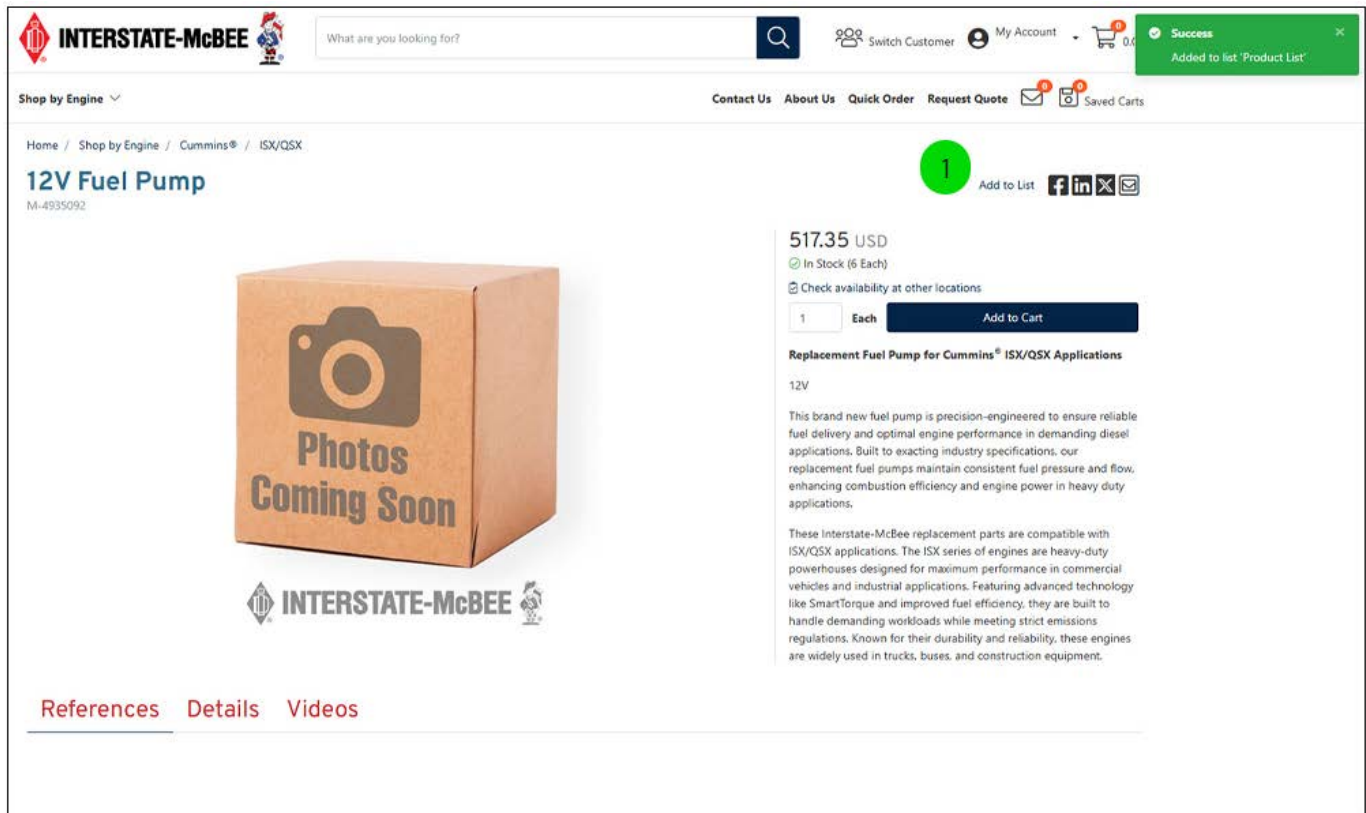 INTERSTATE-McBEE
What are you looking for?
Switch Customer
My Account
0
Success
Added to list 'Product List'
Shop by Engine
Contact Us About Us Quick Order Request Quote 0 0 Saved Carts
Home / Shop by Engine / Cummins® / ISX/QSX
12V Fuel Pump
M-4935092
1
Add to List
517.35 USD
In Stock (6 Each)
Check availability at other locations
1 Each Add to Cart
Replacement Fuel Pump for Cummins® ISX/QSX Applications
12V
This brand new fuel pump is precision-engineered to ensure reliable
fuel delivery and optimal engine performance in demanding diesel
applications. Built to exacting industry specifications, our
replacement fuel pumps maintain consistent fuel pressure and flow,
enhancing combustion efficiency and engine power in heavy duty
applications.
These Interstate-McBee replacement parts are compatible with
ISX/QSX applications. The ISX series of engines are heavy-duty
powerhouses designed for maximum performance in commercial
vehicles and industrial applications. Featuring advanced technology
like SmartTorque and improved fuel efficiency, they are built to
handle demanding workloads while meeting strict emissions
regulations. Known for their durability and reliability, these engines
are widely used in trucks, buses, and construction equipment.
Photos
Coming Soon
INTERSTATE-McBEE
References Details Videos